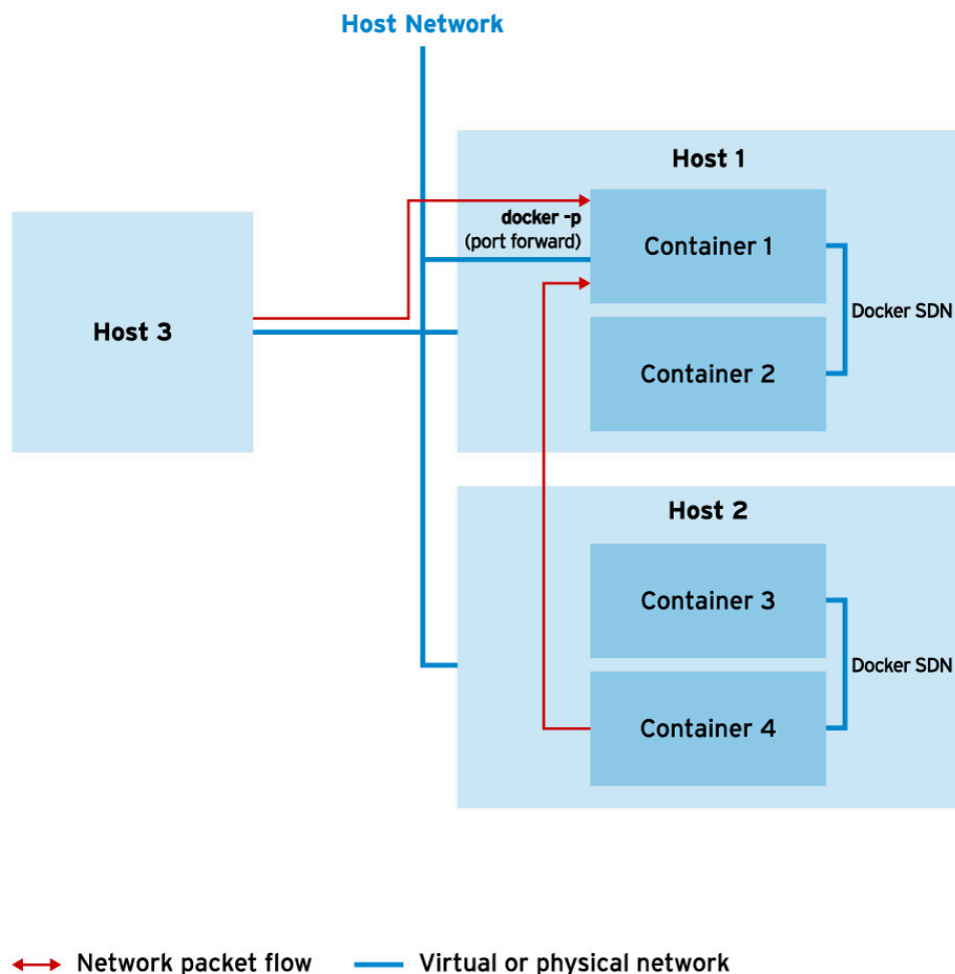 Host Network
Host 1
docker -p
(port forward)
Container 1
Docker SDN
Host 3
Container 2
Host 2
Container 3
Docker SDN
Container 4
Network packet flow
Virtual or physical network